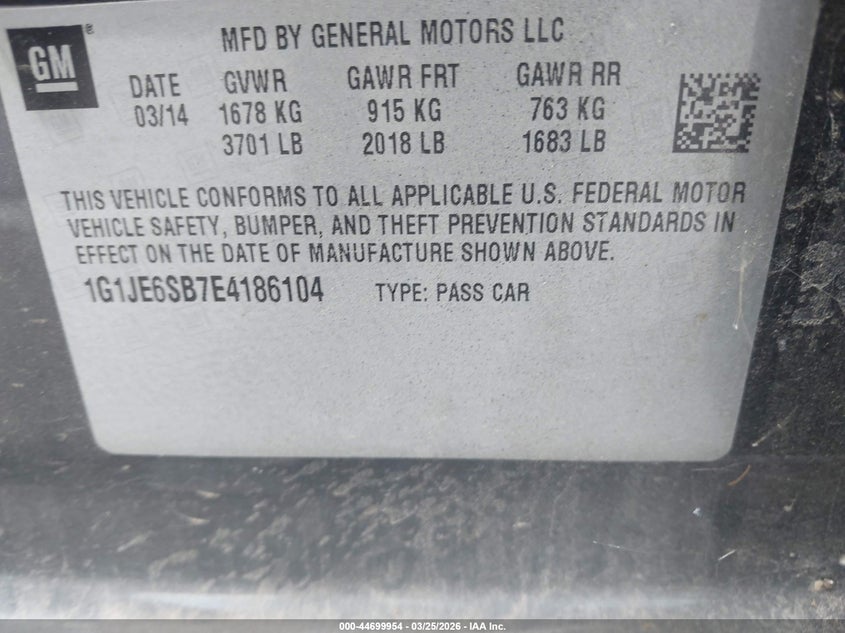 GM ®
MFD BY GENERAL MOTORS LLC
DATE GVWR GAWR FRT GAWR RR
03/14 1678 KG 915 KG 763 KG
3701 LB 2018 LB 1683 LB
THIS VEHICLE CONFORMS TO ALL APPLICABLE U.S. FEDERAL MOTOR
VEHICLE SAFETY, BUMPER, AND THEFT PREVENTION STANDARDS IN
EFFECT ON THE DATE OF MANUFACTURE SHOWN ABOVE.
1G1JE6SB7E4186104 TYPE: PASS CAR
000-44699954 - 03/25/2026 - IAA Inc.